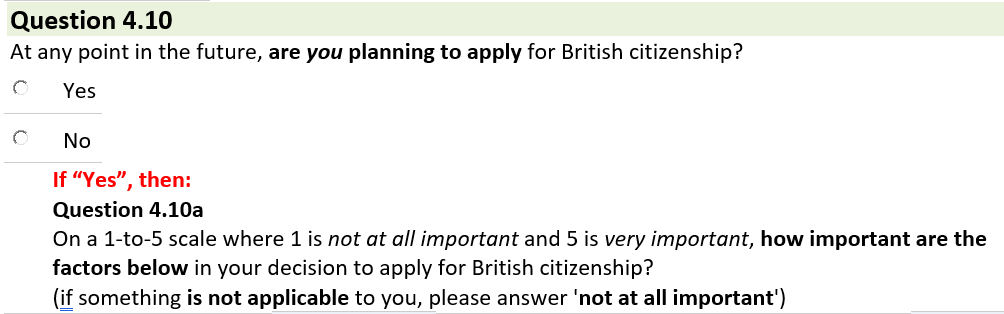 Question 4.10
At any point in the future, are you planning to apply for British citizenship?
Yes
No
If “Yes”, then:
Question 4.10a
On a 1-to-5 scale where 1 is not at all important and 5 is very important, how important are the
factors below in your decision to apply for British citizenship?
(if something is not applicable to you, please answer 'not at all important')